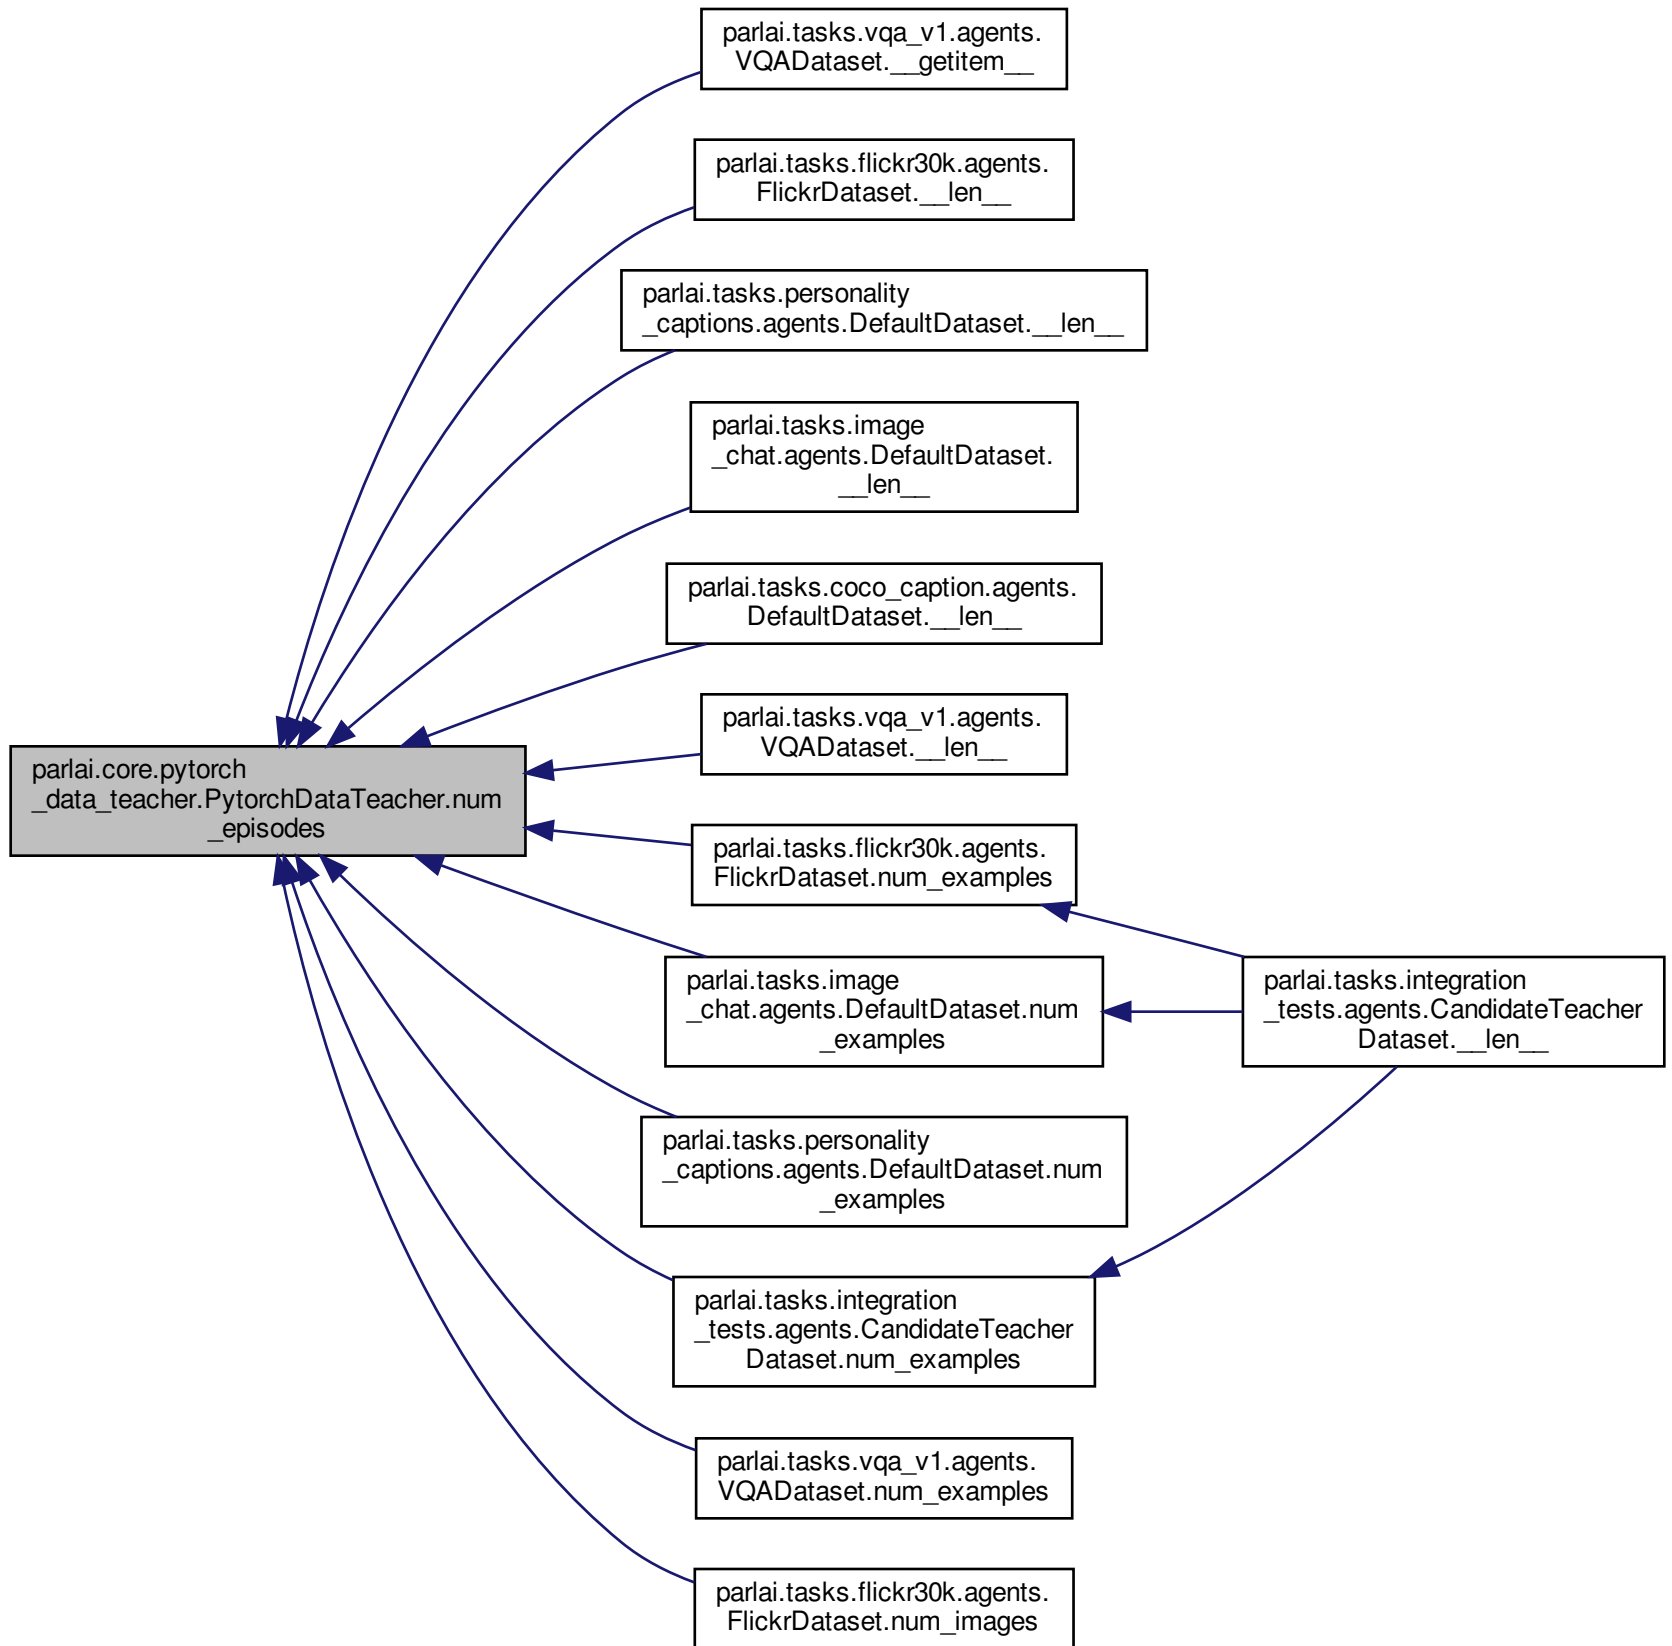 parlai.tasks.vqa_v1.agents.
VQADataset.__getitem__
parlai.tasks.flickr30k.agents.
FlickrDataset.__len__
parlai.tasks.personality
_captions.agents.DefaultDataset.__len__
parlai.tasks.image
_chat.agents.DefaultDataset.
__len__
parlai.tasks.coco_caption.agents.
DefaultDataset.__len__
parlai.tasks.vqa_v1.agents.
VQADataset.__len__
parlai.core.pytorch
_data_teacher.PytorchDataTeacher.num
_episodes
parlai.tasks.flickr30k.agents.
FlickrDataset.num_examples
parlai.tasks.image
_chat.agents.DefaultDataset.num
_examples
parlai.tasks.integration
_tests.agents.CandidateTeacher
Dataset.__len__
parlai.tasks.personality
_captions.agents.DefaultDataset.num
_examples
parlai.tasks.integration
_tests.agents.CandidateTeacher
Dataset.num_examples
parlai.tasks.vqa_v1.agents.
VQADataset.num_examples
parlai.tasks.flickr30k.agents.
FlickrDataset.num_images